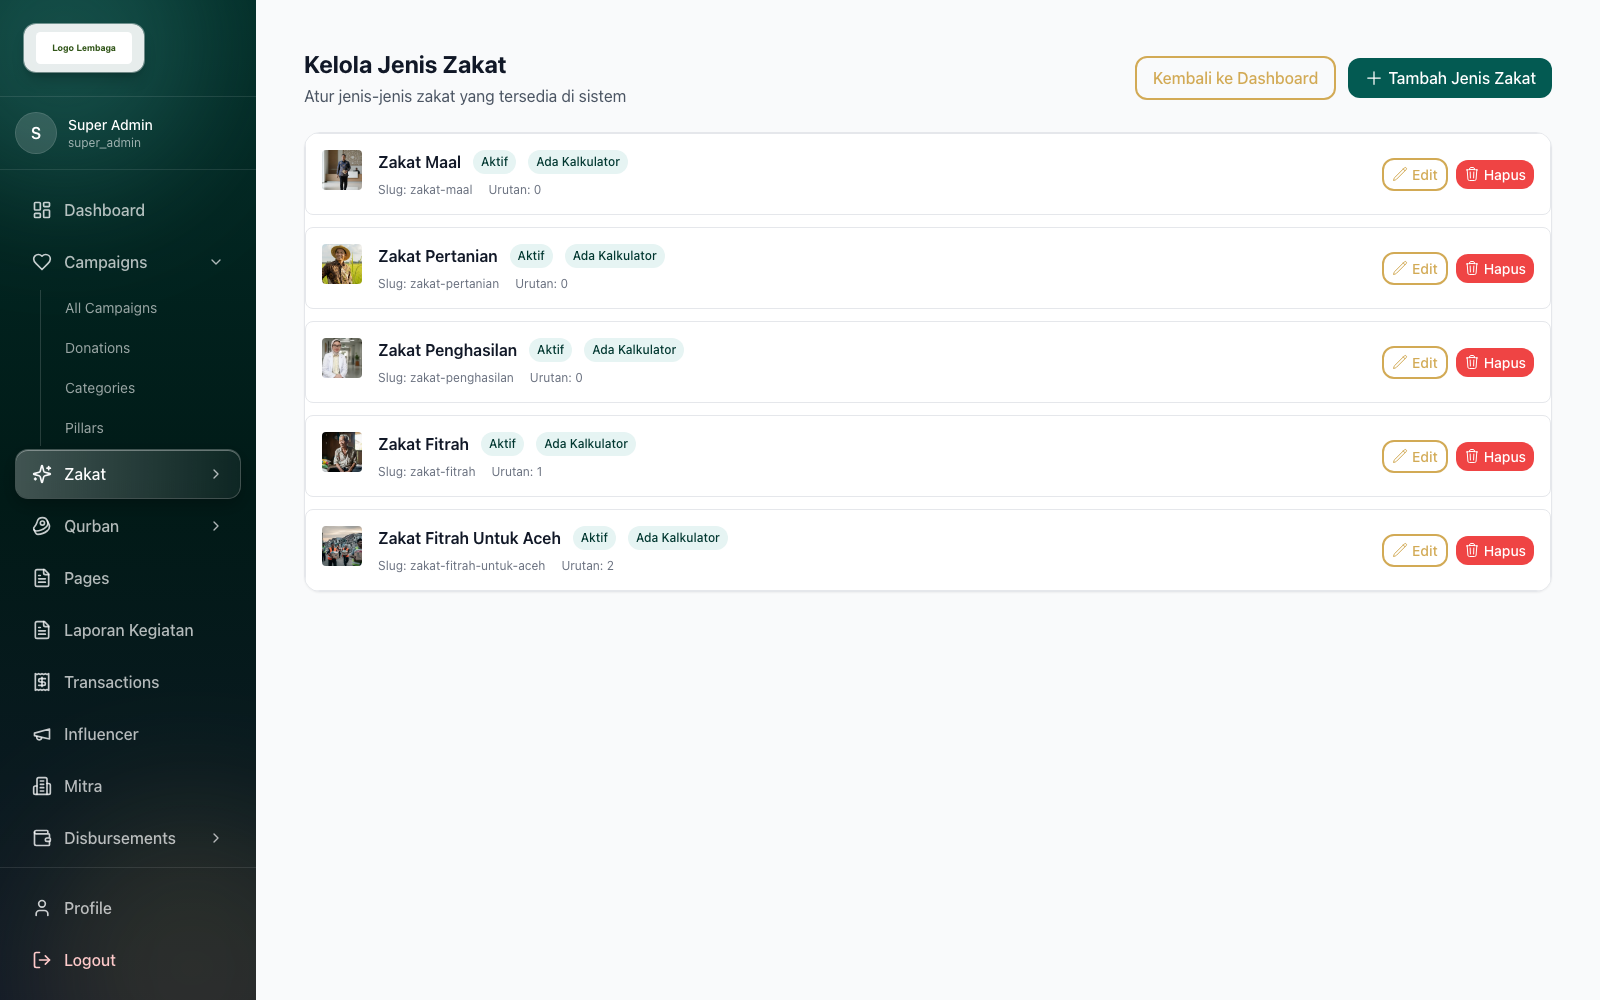 Logo Lembaga
S
Super Admin
super_admin
Dashboard
Campaigns
All Campaigns
Donations
Categories
Pillars
Zakat
Qurban
Pages
Laporan Kegiatan
Transactions
Influencer
Mitra
Disbursements
Profile
Logout
Kelola Jenis Zakat
Atur jenis-jenis zakat yang tersedia di sistem
Kembali ke Dashboard
Tambah Jenis Zakat
Zakat Maal Aktif Ada Kalkulator
Slug: zakat-maal Urutan: 0
Edit Hapus
Zakat Pertanian Aktif Ada Kalkulator
Slug: zakat-pertanian Urutan: 0
Edit Hapus
Zakat Penghasilan Aktif Ada Kalkulator
Slug: zakat-penghasilan Urutan: 0
Edit Hapus
Zakat Fitrah Aktif Ada Kalkulator
Slug: zakat-fitrah Urutan: 1
Edit Hapus
Zakat Fitrah Untuk Aceh Aktif Ada Kalkulator
Slug: zakat-fitrah-untuk-aceh Urutan: 2
Edit Hapus